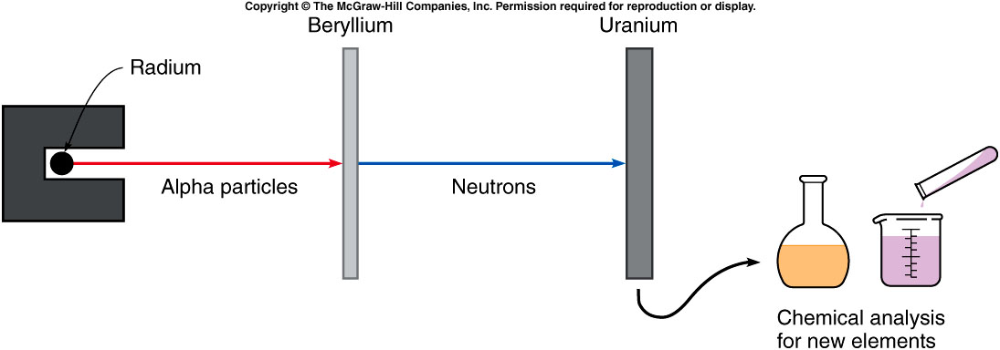 Copyright © The McGraw-Hill Companies, Inc. Permission required for reproduction or display.
Beryllium
Uranium
Radium
Alpha particles
Neutrons
Chemical analysis
for new elements